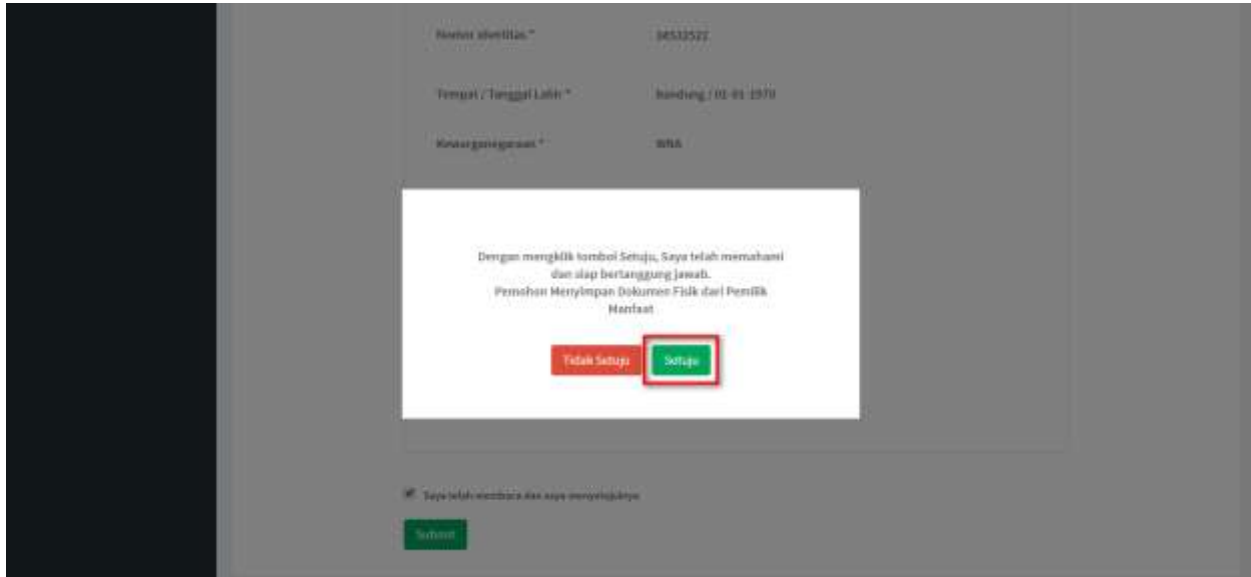 Nomor Identitas *
Tempat / Tanggal Lahir *
bandung / 01-01-1970
Kewarganegaraan *
WNA
Dengan mengklik tombol Setuju, Saya telah memahami
dan siap bertanggung jawab.
Pemohon Menyimpan Dokumen Fisik dari Pemilik
Manfaat
Tidak Setuju
Setuju
Saya telah membaca dan saya menyetujuinya
Submit